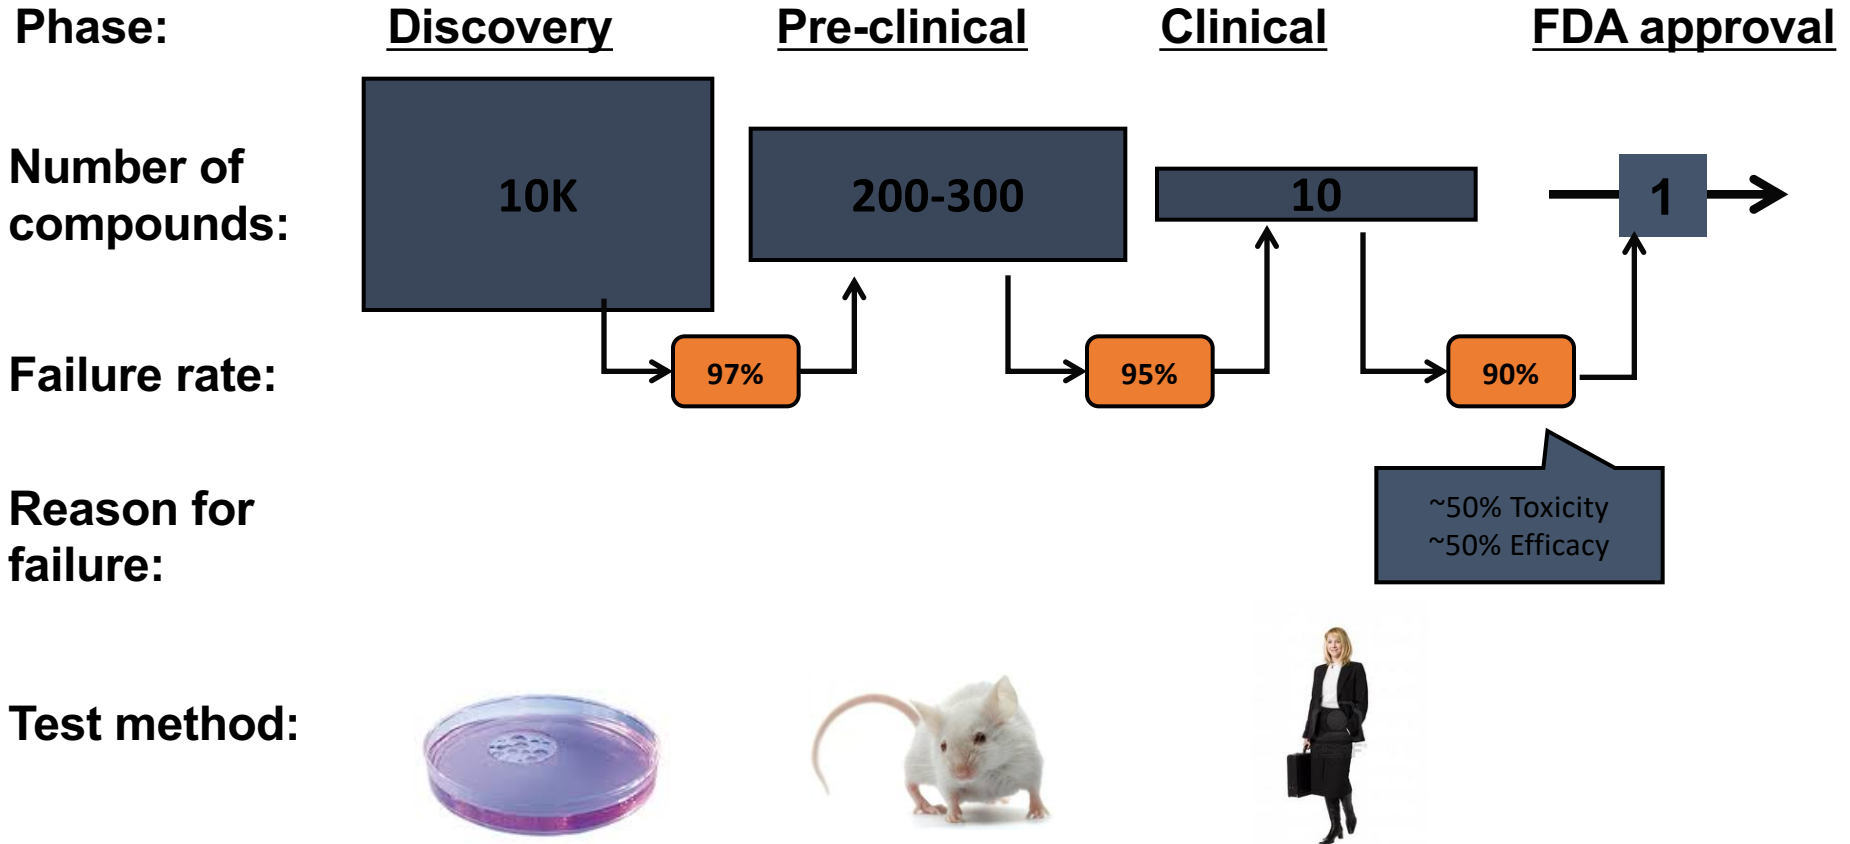 Phase:
Discovery
Pre-clinical
Clinical
FDA approval
Number of
compounds:
10K
200-300
10
1
Failure rate:
97%
95%
90%
Reason for
failure:
~50% Toxicity
~50% Efficacy
Test method: